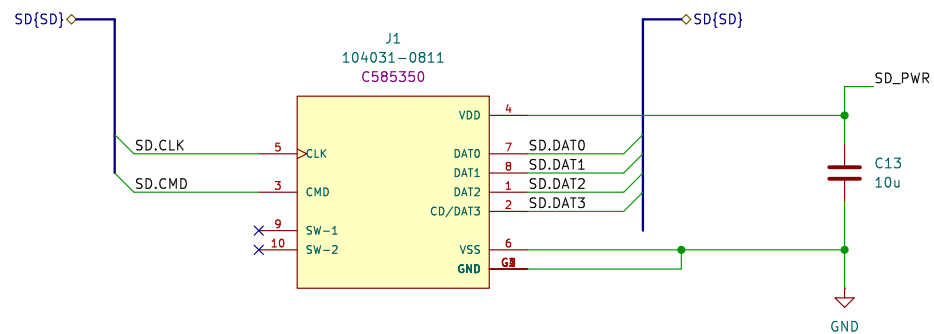 SD{SD}
SD{SD}
J1
104031-0811
C585350
SD_PWR
VDD 4
SD.CLK 5 CLK
DAT0 7 SD.DAT0
DAT1 8 SD.DAT1
C13
SD.CMD 3 CMD
DAT2 1 SD.DAT2
10u
CD/DAT3 2 SD.DAT3
9 SW-1
10 SW-2
VSS 6
GND
GND